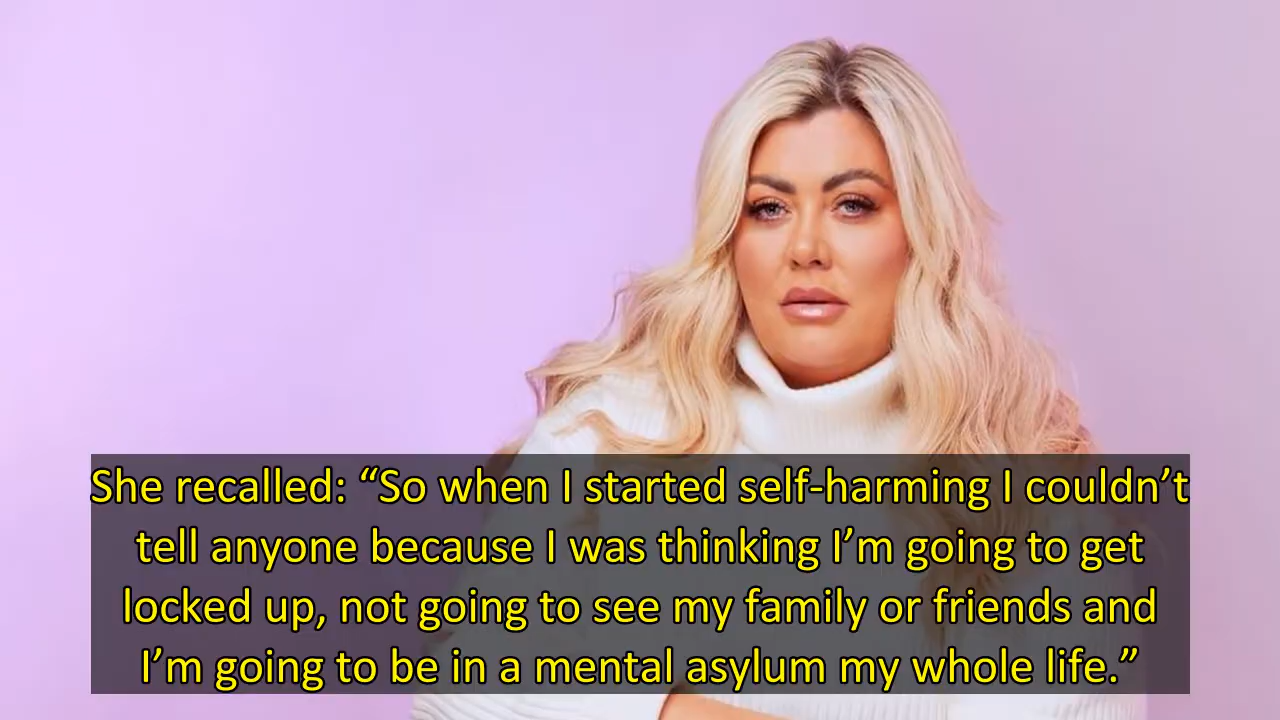 She recalled: “So when I started self-harming I couldn’t
tell anyone because I was thinking I’m going to get
locked up, not going to see my family or friends and
I’m going to be in a mental asylum my whole life.”